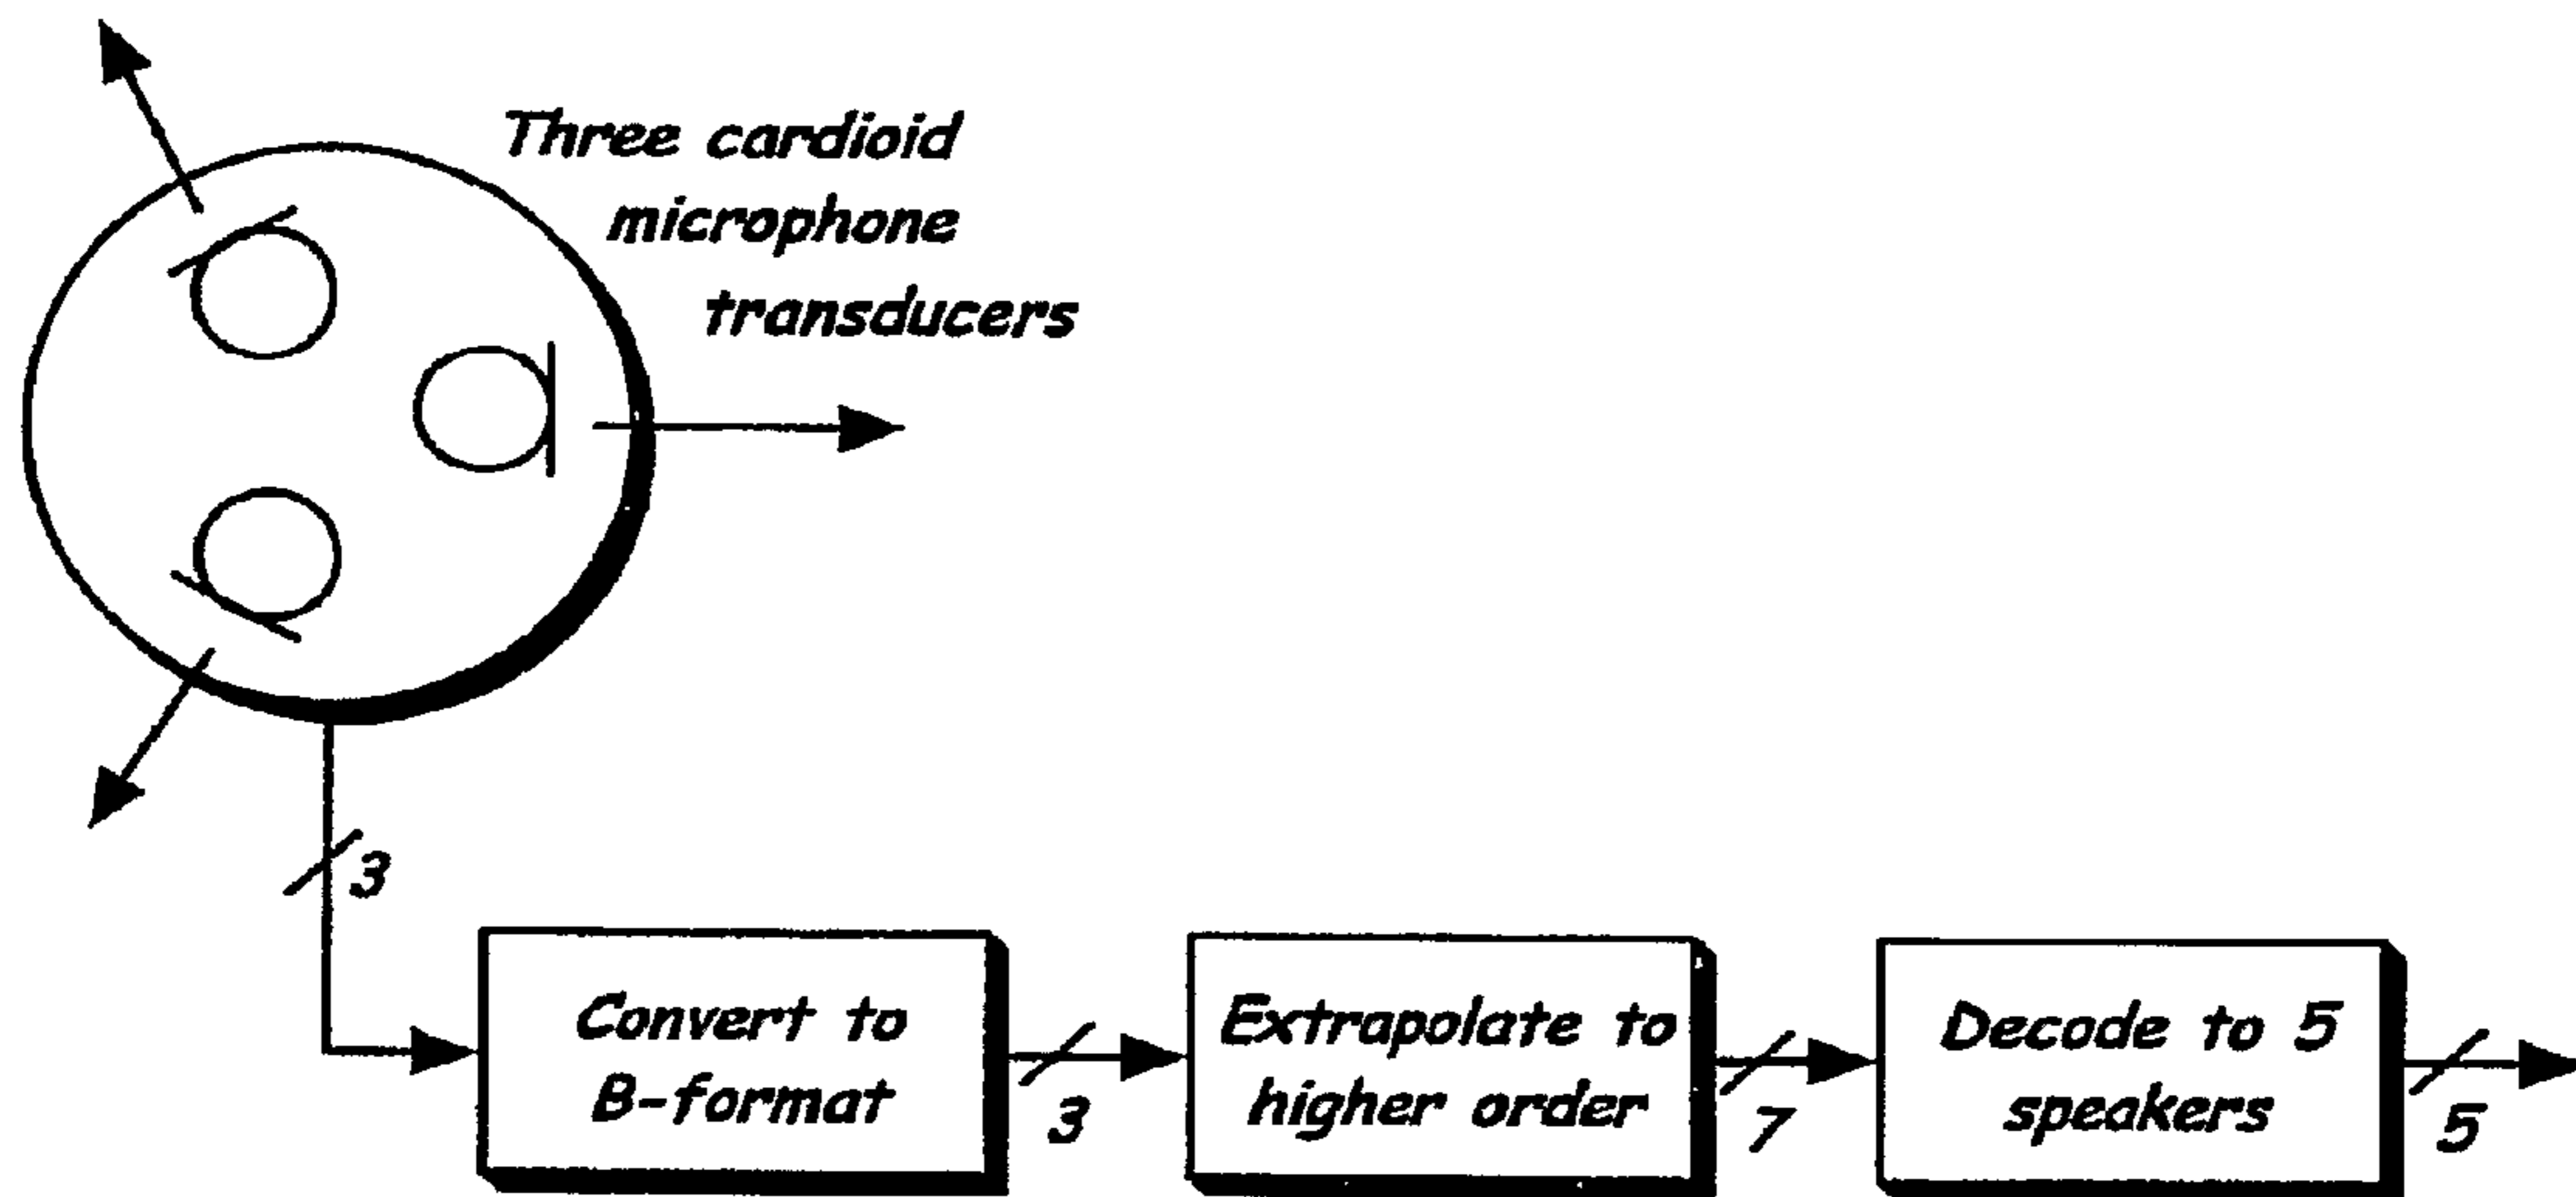 Three cardioid
microphone
transducers
3
Convert to
B-format
3
Extrapolate to
higher order
7
Decode to 5
speakers
5